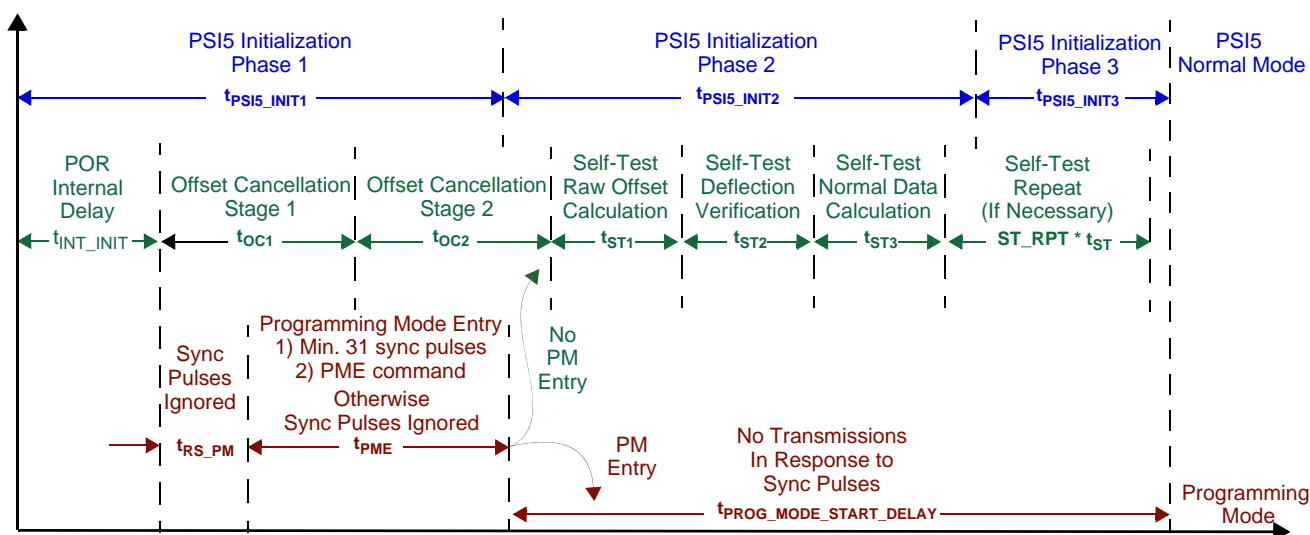 PSI5 Initialization
Phase 1
PSI5 Initialization
Phase 2
PSI5 Initialization
Phase 3
PSI5
Normal Mode
tPSI5_INIT1
tPSI5_INIT2
tPSI5_INIT3
POR
Internal
Delay
tINT_INIT
Offset Cancellation
Stage 1
tOC1
Offset Cancellation
Stage 2
tOC2
Self-Test
Raw Offset
Calculation
tST1
Self-Test
Deflection
Verification
tST2
Self-Test
Normal Data
Calculation
tST3
Self-Test
Repeat
(If Necessary)
ST_RPT * tST
Sync
Pulses
Ignored
tRS_PM
Programming Mode Entry
1) Min. 31 sync pulses
2) PME command
Otherwise
Sync Pulses Ignored
tPME
No
PM
Entry
PM
Entry
No Transmissions
In Response to
Sync Pulses
tPROG_MODE_START_DELAY
Programming
Mode